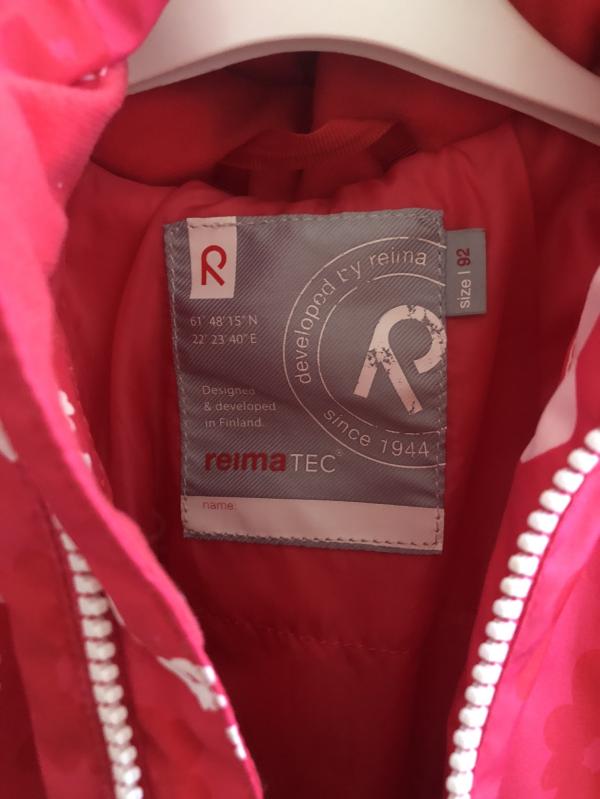 R
61° 48' 15" N
22° 23' 40" E
developed by reima
since 1944
size | 92
Designed
& developed
in Finland.
reimaTEC®
name: